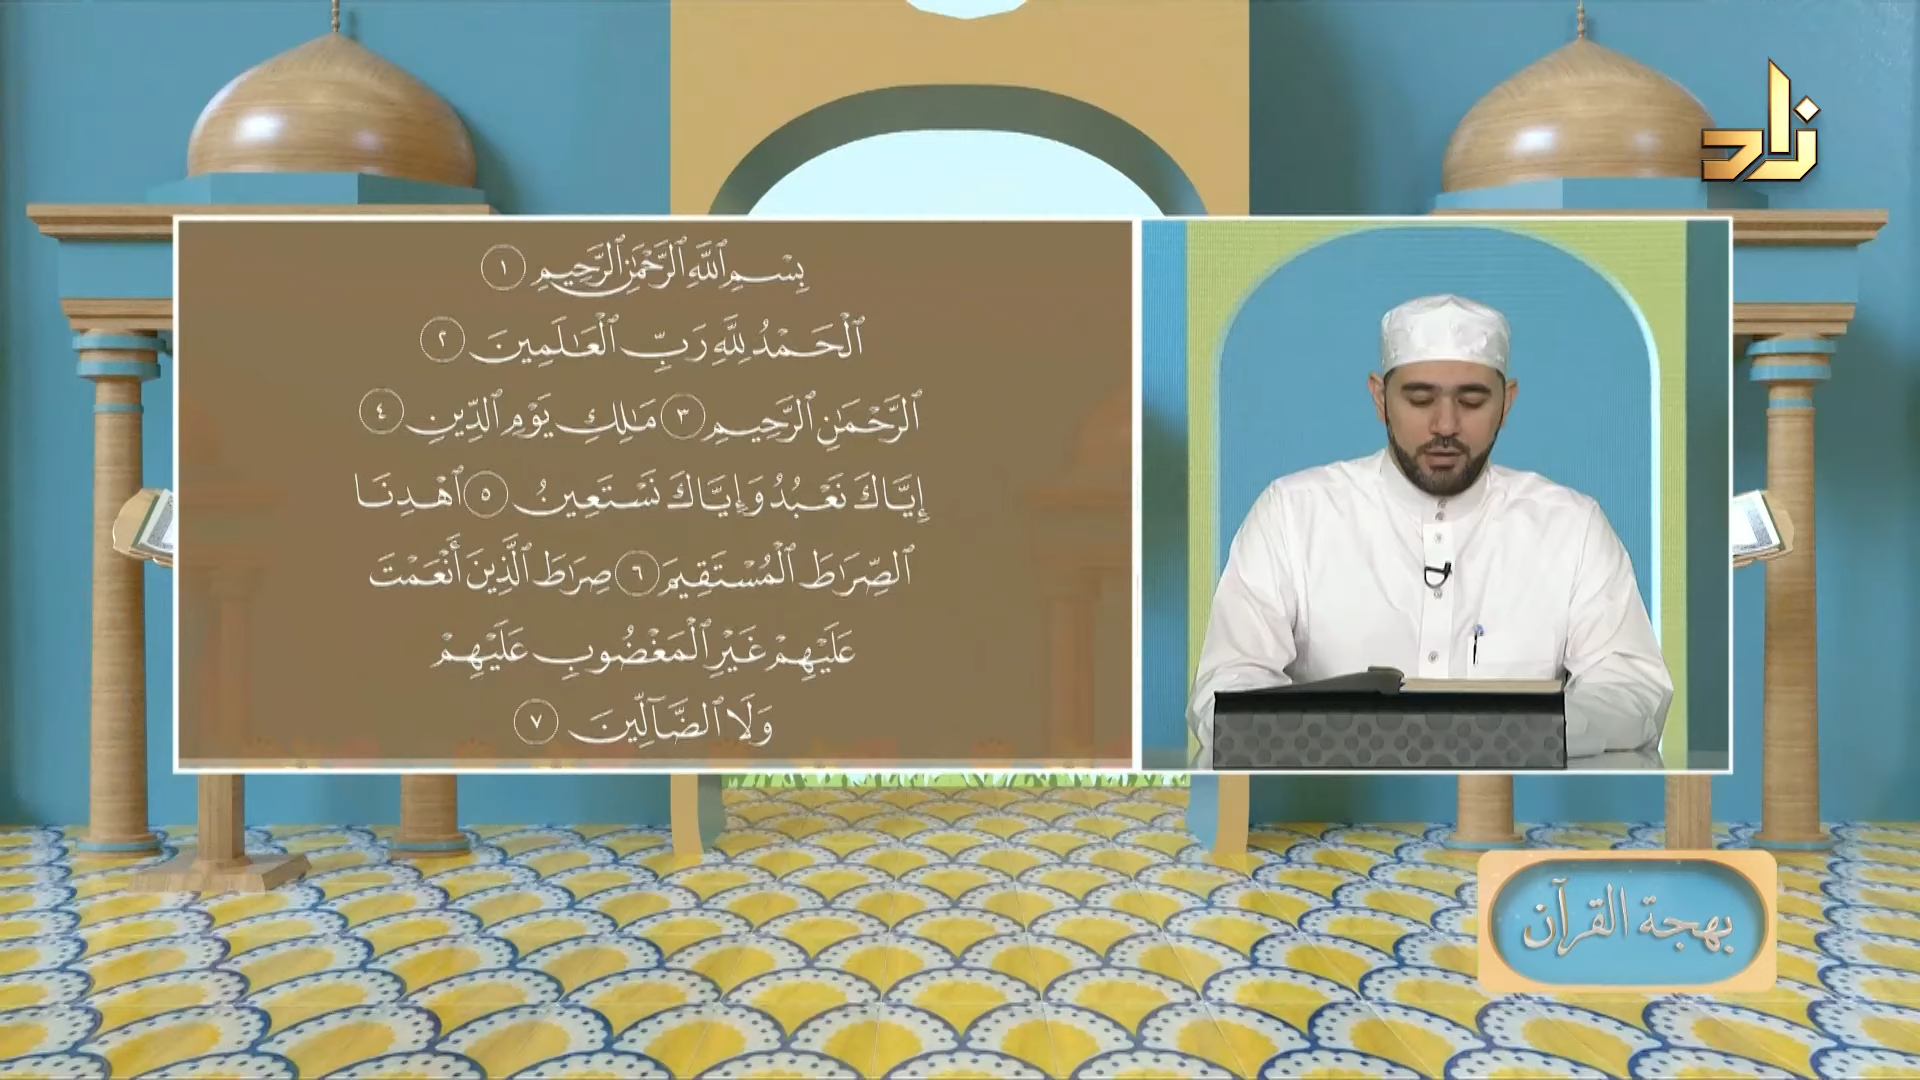 زاد
بِسْمِ ٱللَّهِ ٱلرَّحْمَٰنِ ٱلرَّحِيمِ ١
ٱلْحَمْدُ لِلَّهِ رَبِّ ٱلْعَٰلَمِينَ ٢
ٱلرَّحْمَٰنِ ٱلرَّحِيمِ ٣ مَٰلِكِ يَوْمِ ٱلدِّينِ ٤
إِيَّاكَ نَعْبُدُ وَإِيَّاكَ نَسْتَعِينُ ٥ ٱهْدِنَا
ٱلصِّرَٰطَ ٱلْمُسْتَقِيمَ ٦ صِرَٰطَ ٱلَّذِينَ أَنْعَمْتَ
عَلَيْهِمْ غَيْرِ ٱلْمَغْضُوبِ عَلَيْهِمْ
وَلَا ٱلضَّآلِّينَ ٧
بهجة القرآن